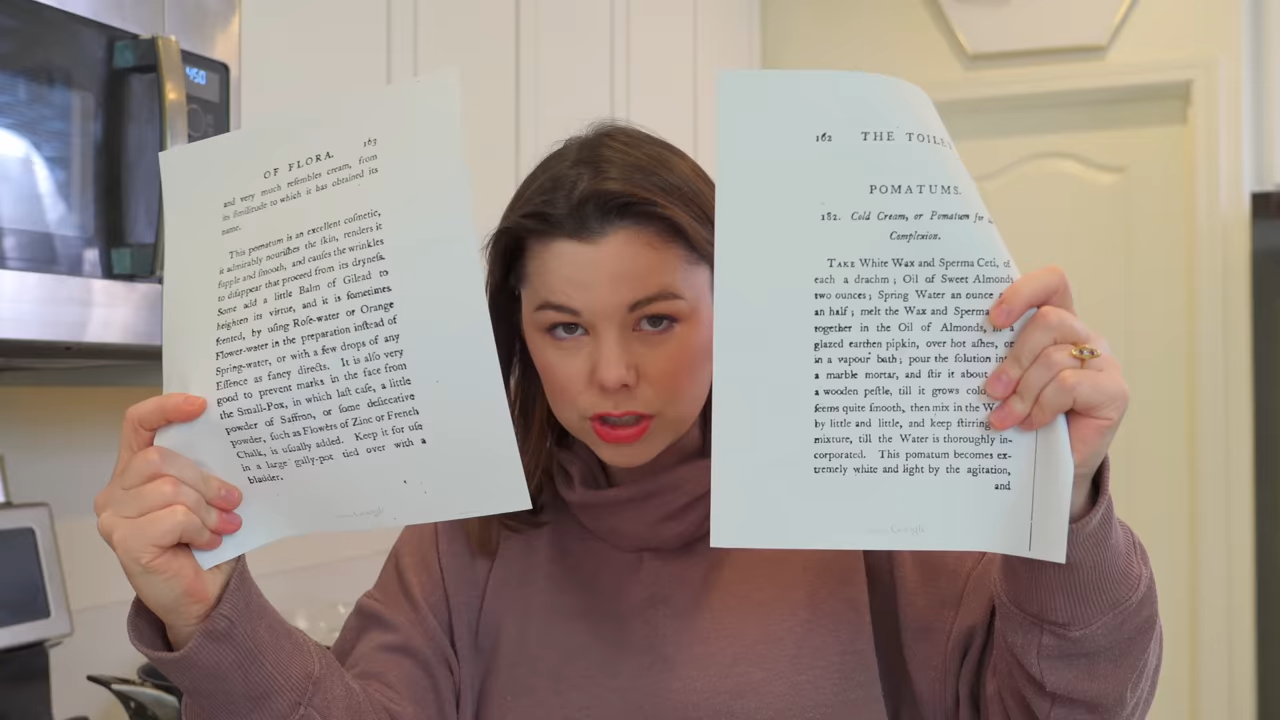 OF FLORA. 163
and very much reſembles cream, from
its ſimilitude to which it has obtained its
name.
This pomatum is an excellent coſmetic,
it admirably nouriſhes the ſkin, renders it
ſupple and ſmooth, and cauſes the wrinkles
to diſappear that proceed from its dryneſs.
Some add a little Balm of Gilead to
heighten its virtue, and it is ſometimes
ſcented, by uſing Roſe-water or Orange
Flower-water in the preparation inſtead of
Spring-water, or with a few drops of any
Eſſence as fancy directs. It is alſo very
good to prevent marks in the face from
the Small-Pox, in which laſt caſe, a little
powder of Saffron, or ſome deſiccative
powder, ſuch as Flowers of Zinc or French
Chalk, is uſually added. Keep it for uſe
in a large gally-pot tied over with a
bladder.
Google
162 THE TOILE
POMATUMS.
182. Cold Cream, or Pomatum for
Complexion.
TAKE White Wax and Sperma Ceti, of
each a drachm; Oil of Sweet Almonds
two ounces; Spring Water an ounce
an half; melt the Wax and Sperma
together in the Oil of Almonds, in a
glazed earthen pipkin, over hot aſhes, or
in a vapour bath; pour the ſolution in
a marble mortar, and ſtir it about
a wooden peſtle, till it grows col
ſeems quite ſmooth, then mix in the W
by little and little, and keep ſtirring
mixture, till the Water is thoroughly in-
corporated. This pomatum becomes ex-
tremely white and light by the agitation,
and
Google